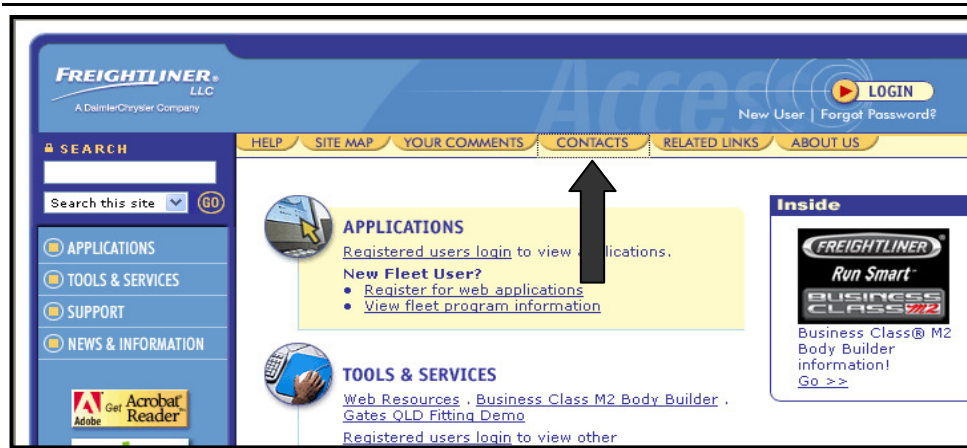 FREIGHTLINER®
LLC
A DaimlerChrysler Company
Access
LOGIN
New User | Forgot Password?
HELP SITE MAP YOUR COMMENTS CONTACTS RELATED LINKS ABOUT US
SEARCH
Search this site GO
APPLICATIONS
TOOLS & SERVICES
SUPPORT
NEWS & INFORMATION
Adobe Get Acrobat®
Reader™
APPLICATIONS
Registered users login to view lications.
New Fleet User?
• Register for web applications
• View fleet program information
TOOLS & SERVICES
Web Resources . Business Class M2 Body Builder .
Gates QLD Fitting Demo
Registered users login to view other
Inside
FREIGHTLINER
Run Smart™
BUSINESS
CLASS M2
Business Class® M2
Body Builder
information!
Go >>